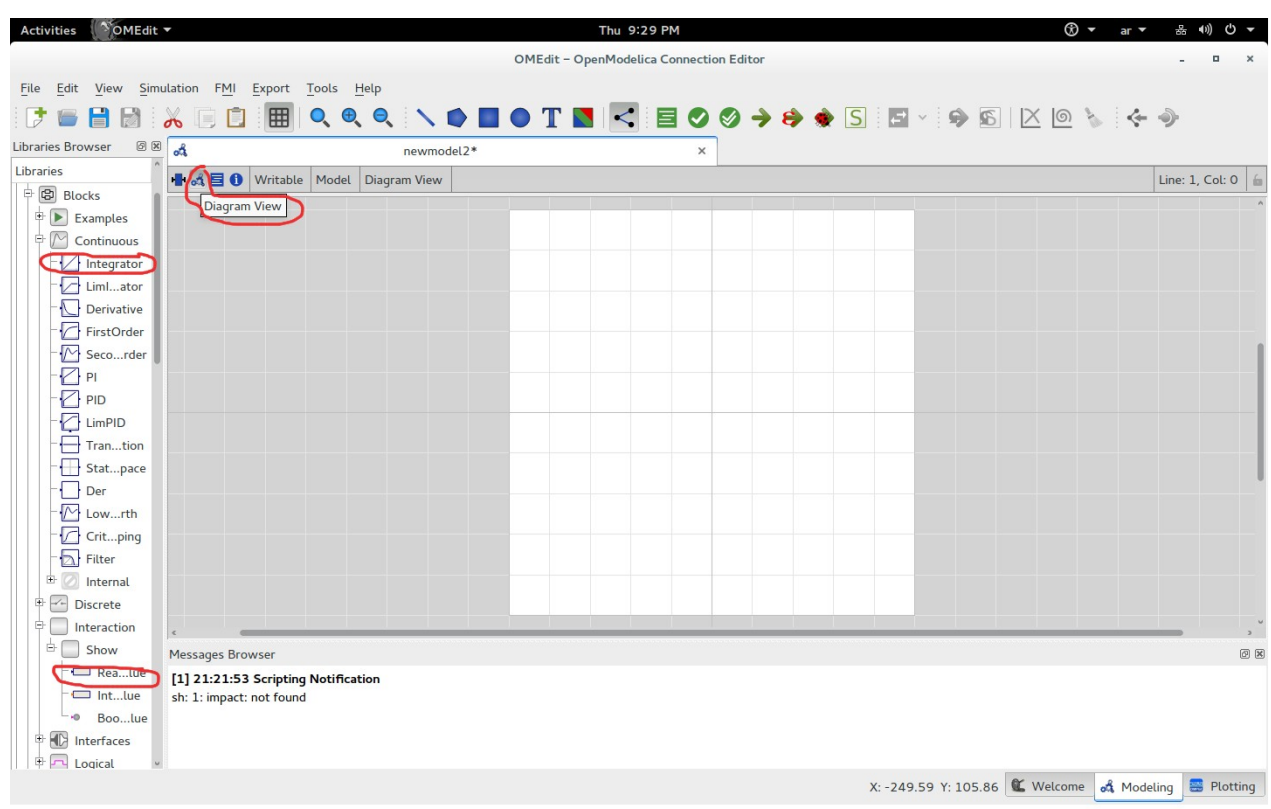 Activities OMEdit Thu 9:29 PM ar
OMEdit – OpenModelica Connection Editor
File Edit View Simulation FMI Export Tools Help
T S
Libraries Browser
newmodel2*
Libraries
Writable Model Diagram View Line: 1, Col: 0
Diagram View
Blocks
Examples
Continuous
Integrator
LimI...ator
Derivative
FirstOrder
Seco...rder
PI
PID
LimPID
Tran...tion
Stat...pace
Der
Low...rth
Crit...ping
Filter
Internal
Discrete
Interaction
Show
Rea...lue
Int...lue
Boo...lue
Interfaces
Logical
Messages Browser
[1] 21:21:53 Scripting Notification
sh: 1: impact: not found
X: -249.59 Y: 105.86 Welcome Modeling Plotting